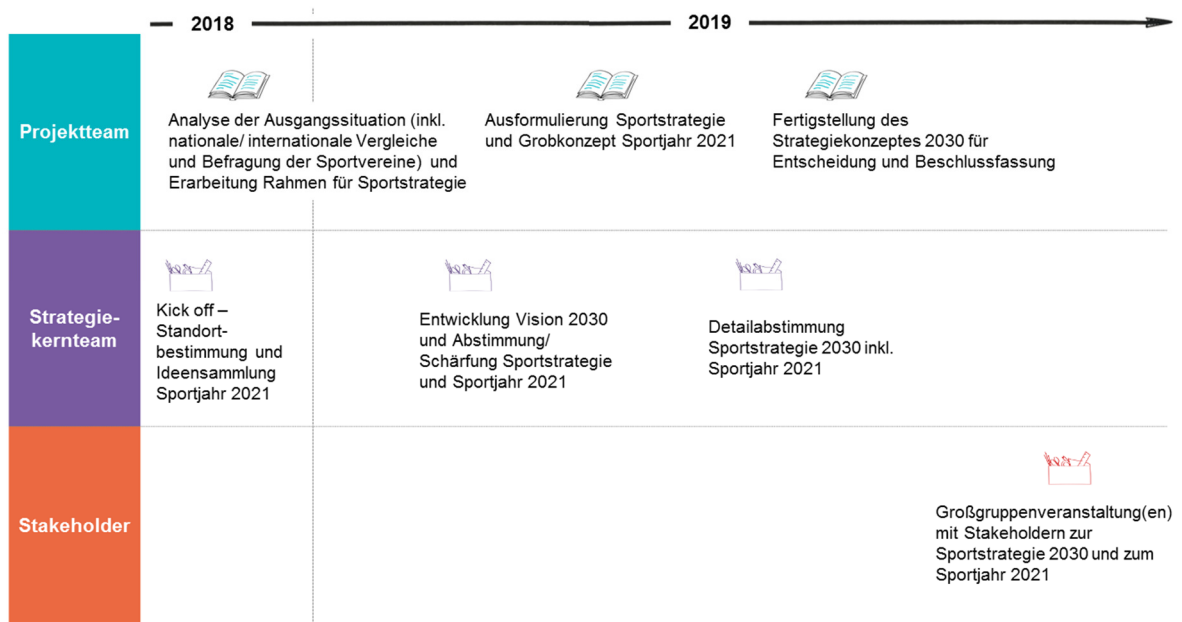 2018
2019
Projektteam
Analyse der Ausgangssituation (inkl.
nationale/ internationale Vergleiche
und Befragung der Sportvereine) und
Erarbeitung Rahmen für Sportstrategie
Ausformulierung Sportstrategie
und Grobkonzept Sportjahr 2021
Fertigstellung des
Strategiekonzeptes 2030 für
Entscheidung und Beschlussfassung
Strategie-
kernteam
Kick off –
Standort-
bestimmung und
Ideensammlung
Sportjahr 2021
Entwicklung Vision 2030
und Abstimmung/
Schärfung Sportstrategie
und Sportjahr 2021
Detailabstimmung
Sportstrategie 2030 inkl.
Sportjahr 2021
Stakeholder
Großgruppenveranstaltung(en)
mit Stakeholdern zur
Sportstrategie 2030 und zum
Sportjahr 2021